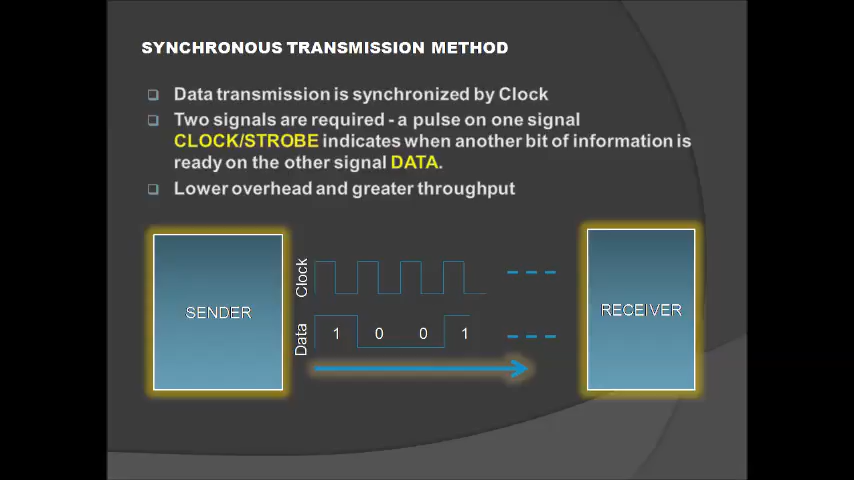 SYNCHRONOUS TRANSMISSION METHOD
Data transmission is synchronized by Clock
Two signals are required - a pulse on one signal
CLOCK/STROBE indicates when another bit of information is
ready on the other signal DATA.
Lower overhead and greater throughput
SENDER
Clock
Data
1 0 0 1
RECEIVER